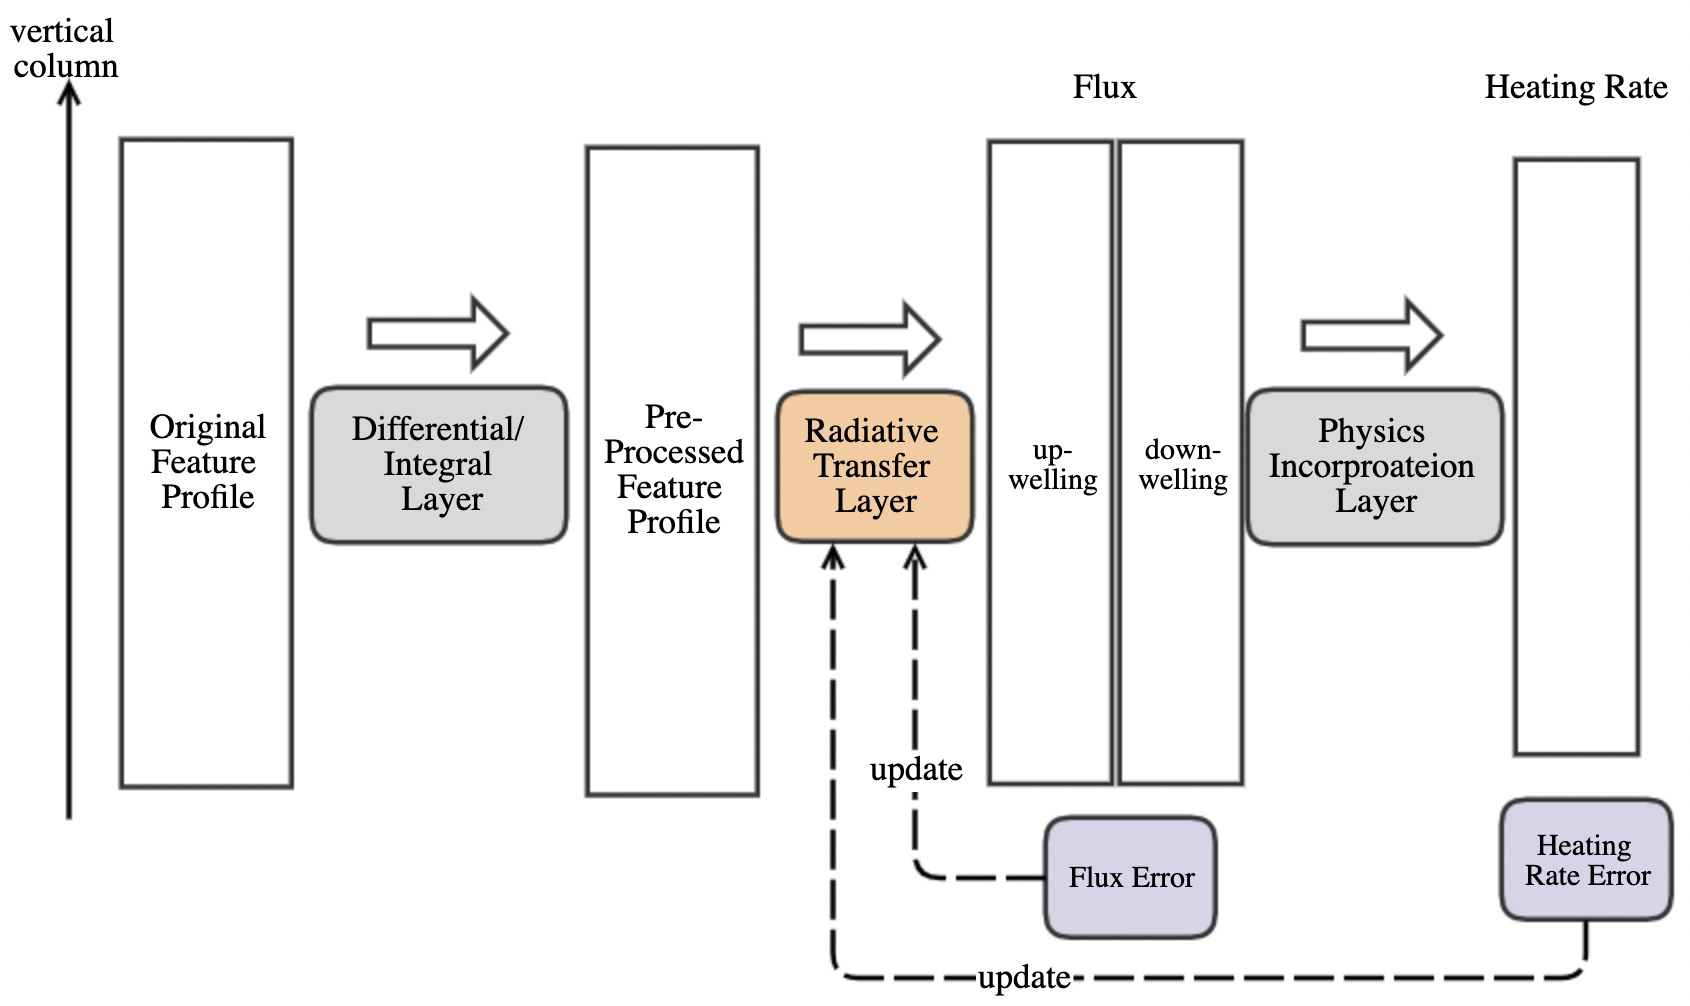 vertical
column
Flux
Heating Rate
Original
Feature
Profile
Differential/
Integral
Layer
Pre-
Processed
Feature
Profile
Radiative
Transfer
Layer
up-
welling
down-
welling
Physics
Incorproateion
Layer
update
Flux Error
Heating
Rate Error
update